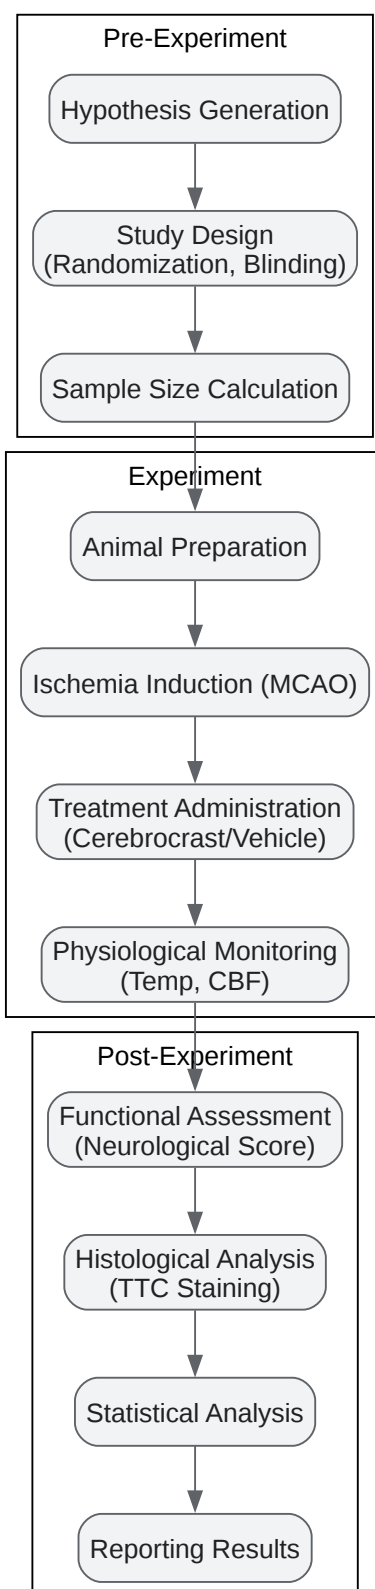 Pre-Experiment
Hypothesis Generation
Study Design
(Randomization, Blinding)
Sample Size Calculation
Experiment
Animal Preparation
Ischemia Induction (MCAO)
Treatment Administration
(Cerebrocrast/Vehicle)
Physiological Monitoring
(Temp, CBF)
Post-Experiment
Functional Assessment
(Neurological Score)
Histological Analysis
(TTC Staining)
Statistical Analysis
Reporting Results